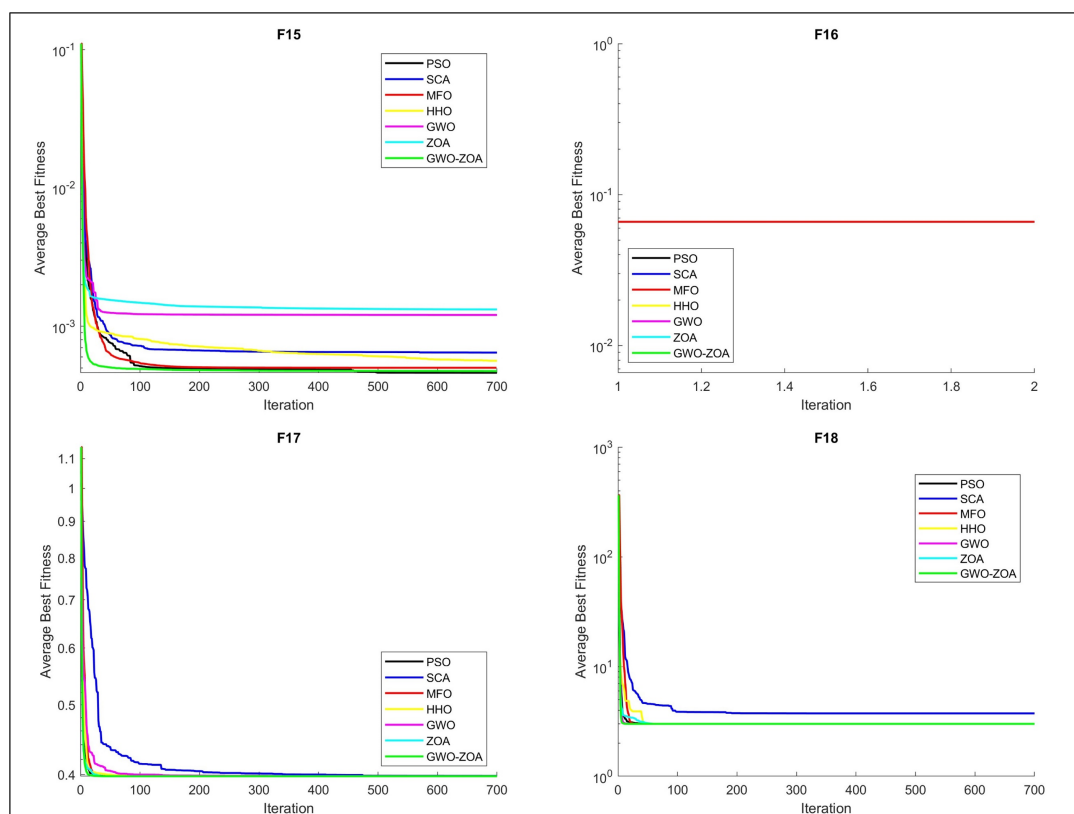 F15
Average Best Fitness
10^-1
10^-2
10^-3
PSO
SCA
MFO
HHO
GWO
ZOA
GWO-ZOA
0 100 200 300 400 500 600 700
Iteration
F16
Average Best Fitness
10^0
10^-1
10^-2
PSO
SCA
MFO
HHO
GWO
ZOA
GWO-ZOA
1 1.2 1.4 1.6 1.8 2
Iteration
F17
Average Best Fitness
1.1
1
0.9
0.8
0.7
0.6
0.5
0.4
PSO
SCA
MFO
HHO
GWO
ZOA
GWO-ZOA
0 100 200 300 400 500 600 700
Iteration
F18
Average Best Fitness
10^3
10^2
10^1
10^0
PSO
SCA
MFO
HHO
GWO
ZOA
GWO-ZOA
0 100 200 300 400 500 600 700
Iteration